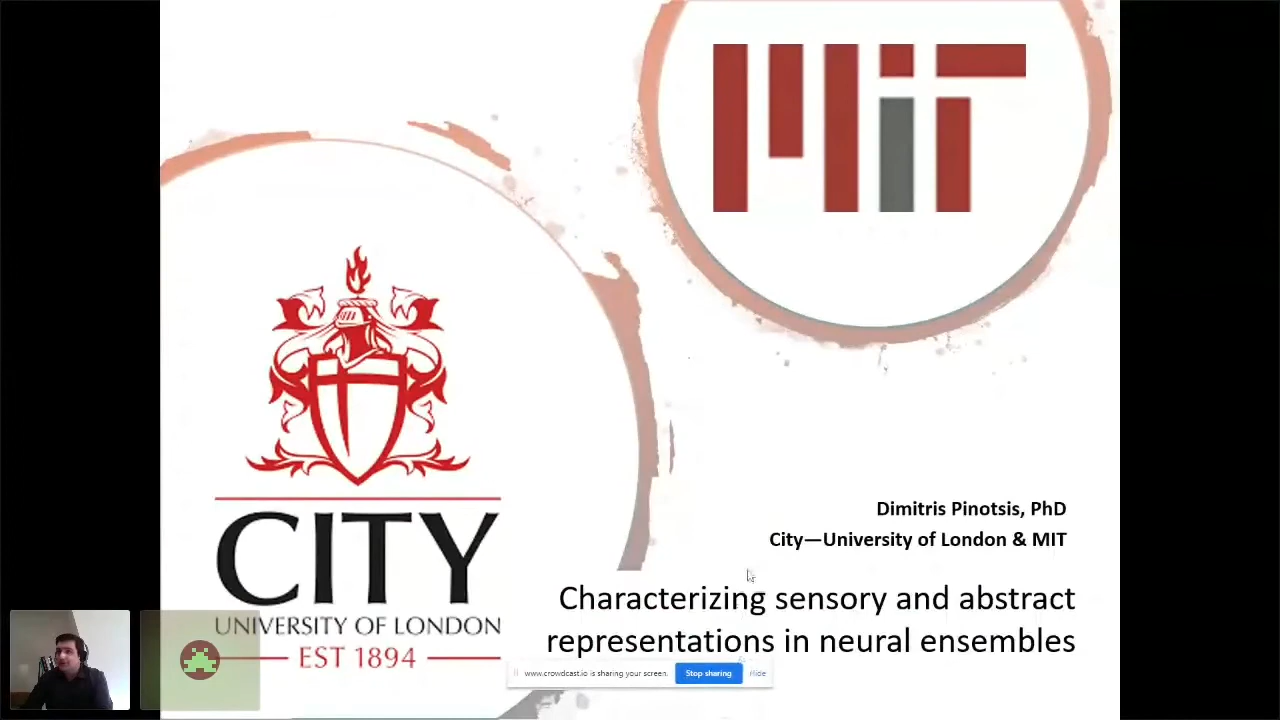 MiT
Dimitris Pinotsis, PhD
City—University of London & MIT
Characterizing sensory and abstract
representations in neural ensembles
CITY
UNIVERSITY OF LONDON
EST 1894
www.crowdcast.io is sharing your screen. Stop sharing Hide